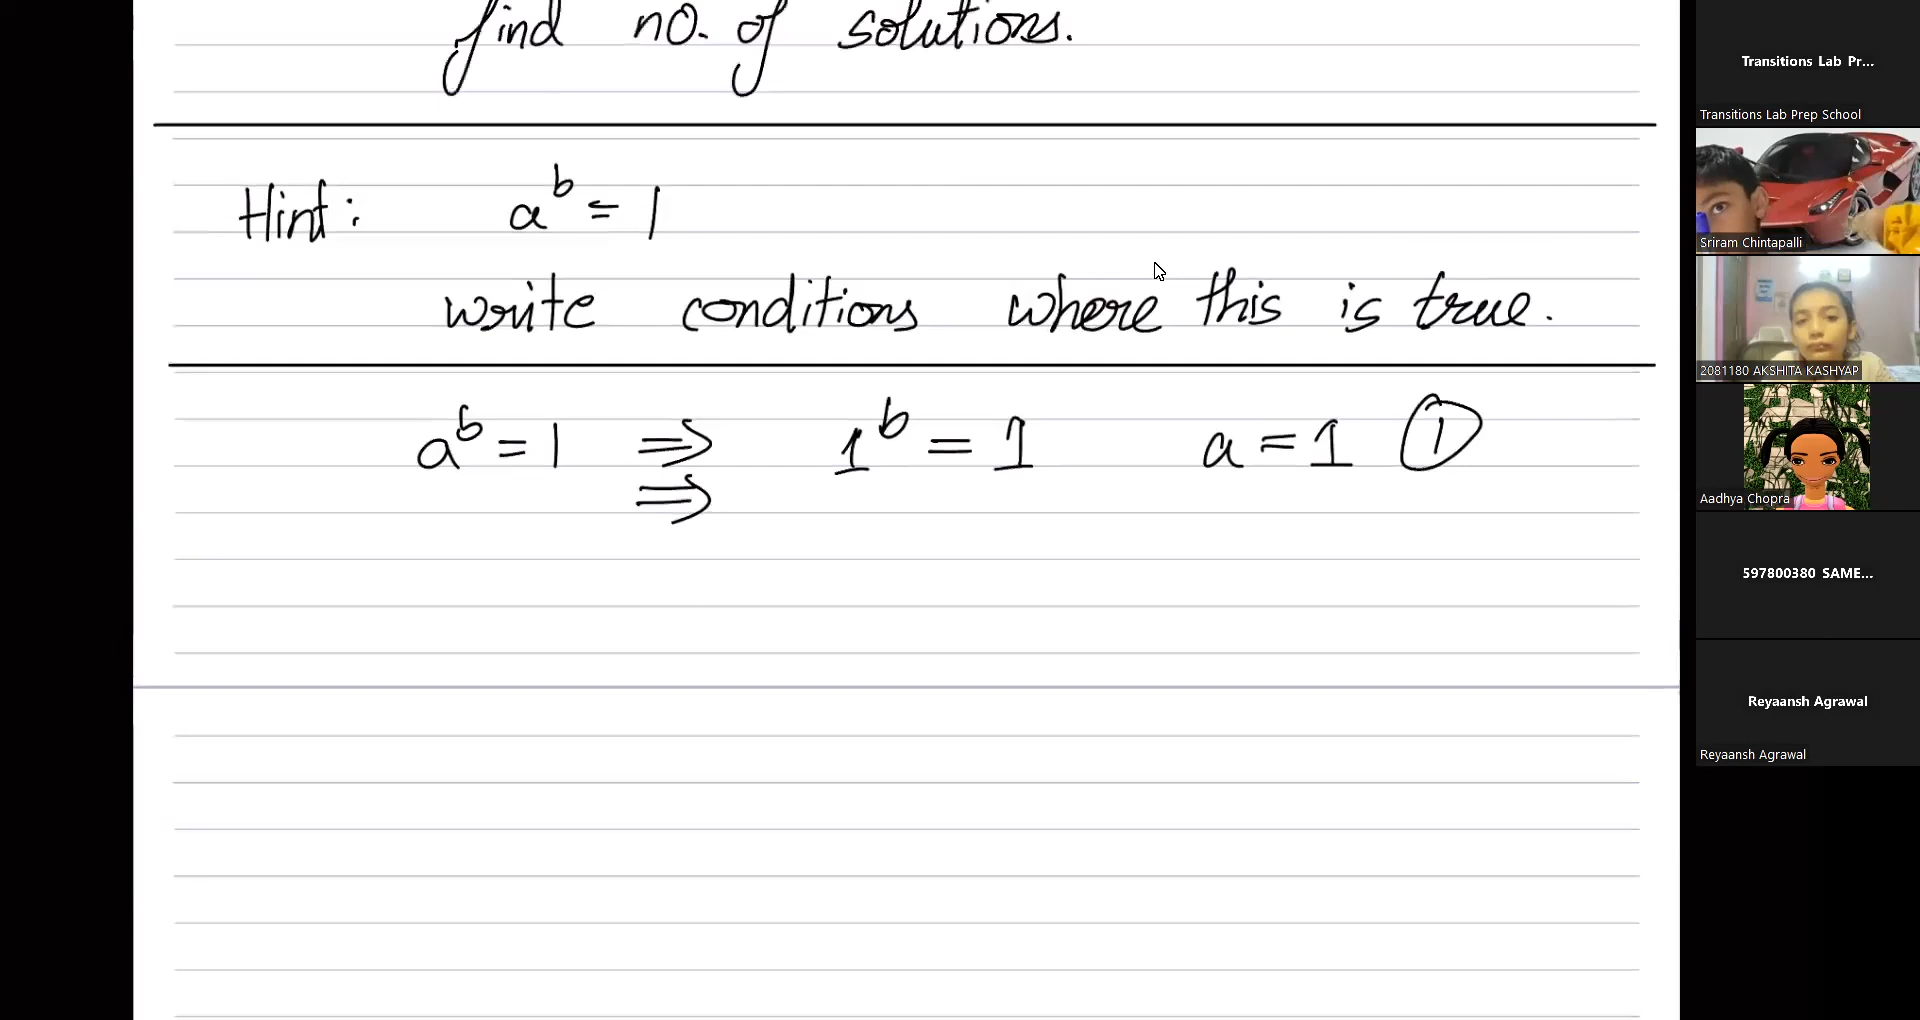 find no. of solutions.
Hint: a^b = 1
write conditions where this is true.
a^b = 1 ⇒ 1^b = 1 a = 1 ①
⇒
Transitions Lab Pr...
Transitions Lab Prep School
Sriram Chintapalli
2081180 AKSHITA KASHYAP
Aadhya Chopra
597800380 SAME...
Reyaansh Agrawal
Reyaansh Agrawal